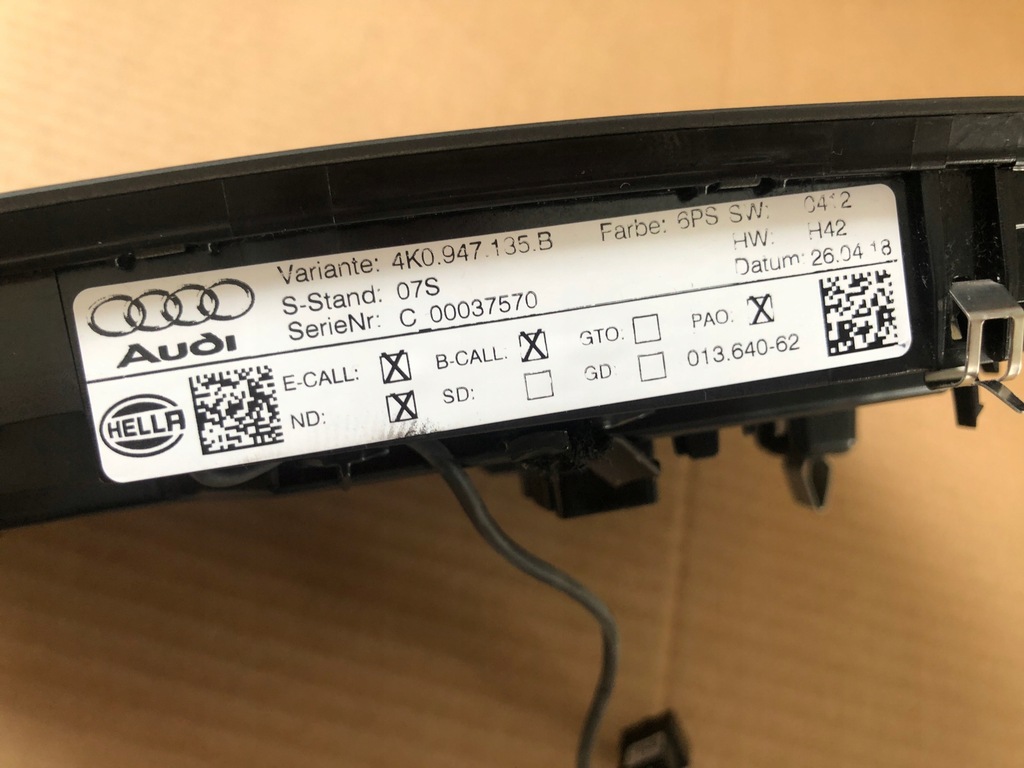 Variante: 4K0.947.135.B Farbe: 6PS SW: 0412
S-Stand: 07S HW: H42
SerieNr: C_00037570 Datum: 26.04.18
Audi
E-CALL: B-CALL: GTO: PAO:
ND: SD: GD: 013.640-62
HELLA